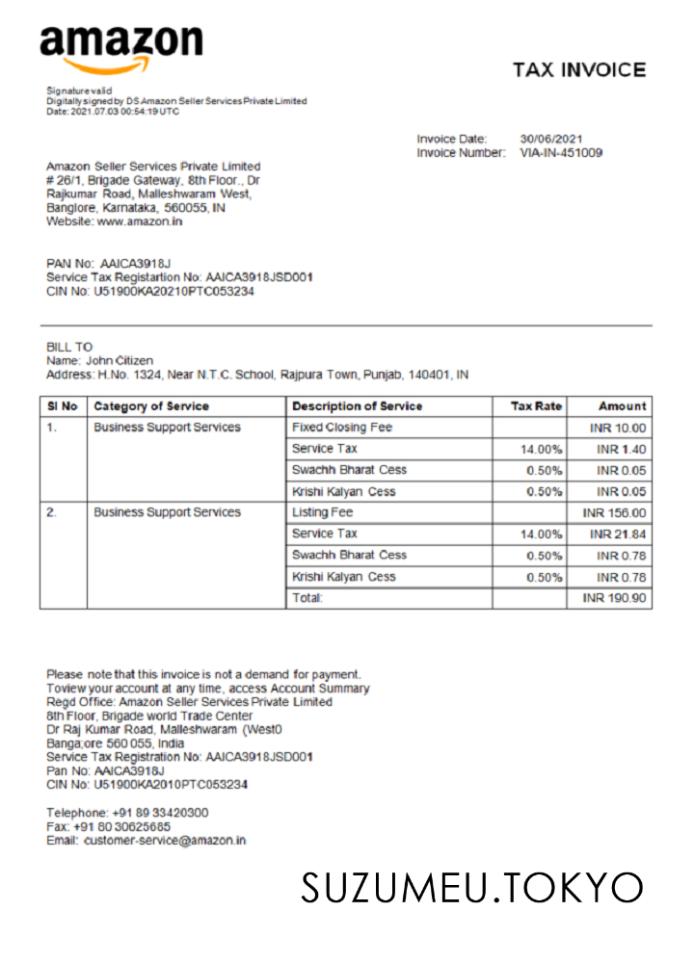 amazon
TAX INVOICE
Signature valid
Digitally signed by DS Amazon Seller Services Private Limited
Date: 2021.07.03 00:54:19 UTC
Invoice Date: 30/06/2021
Invoice Number: VIA-IN-451009
Amazon Seller Services Private Limited
# 26/1, Brigade Gateway, 8th Floor., Dr
Rajkumar Road, Malleshwaram West,
Banglore, Karnataka, 560055, IN
Website: www.amazon.in
PAN No: AAICA3918J
Service Tax Registartion No: AAICA3918JSD001
CIN No: U51900KA20210PTC053234
BILL TO
Name: John Citizen
Address: H.No. 1324, Near N.T.C. School, Rajpura Town, Punjab, 140401, IN
SI No Category of Service Description of Service Tax Rate Amount
1. Business Support Services Fixed Closing Fee INR 10.00
Service Tax 14.00% INR 1.40
Swachh Bharat Cess 0.50% INR 0.05
Krishi Kalyan Cess 0.50% INR 0.05
2. Business Support Services Listing Fee INR 156.00
Service Tax 14.00% INR 21.84
Swachh Bharat Cess 0.50% INR 0.78
Krishi Kalyan Cess 0.50% INR 0.78
Total: INR 190.90
Please note that this invoice is not a demand for payment.
Toview your account at any time, access Account Summary
Regd Office: Amazon Seller Services Private Limited
8th Floor, Brigade world Trade Center
Dr Raj Kumar Road, Malleshwaram (West0
Banga;ore 560 055, India
Service Tax Registration No: AAICA3918JSD001
Pan No: AAICA3918J
CIN No: U51900KA2010PTC053234
Telephone: +91 89 33420300
Fax: +91 80 30625685
Email: customer-service@amazon.in
SUZUMEU.TOKYO